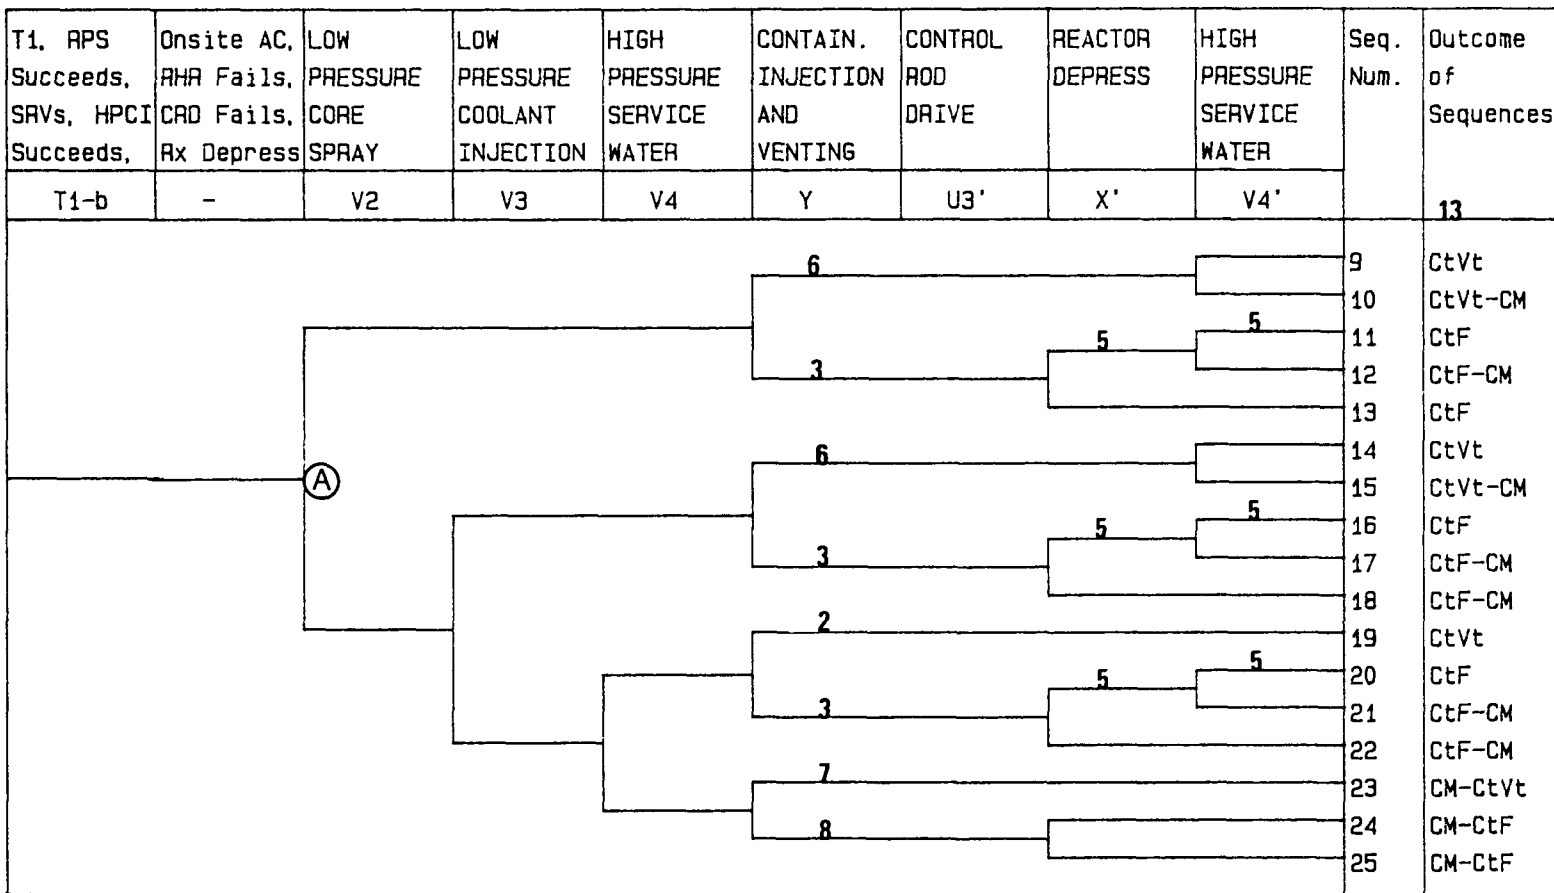 T1, RPS
Succeeds,
SRVs, HPCI
Succeeds,
Onsite AC,
RHR Fails,
CRD Fails,
Rx Depress
LOW
PRESSURE
CORE
SPRAY
LOW
PRESSURE
COOLANT
INJECTION
HIGH
PRESSURE
SERVICE
WATER
CONTAIN.
INJECTION
AND
VENTING
CONTROL
ROD
DRIVE
REACTOR
DEPRESS
HIGH
PRESSURE
SERVICE
WATER
Seq.
Num.
Outcome
of
Sequences
T1-b
-
V2
V3
V4
Y
U3'
X'
V4'
13
6
9 CtVt
10 CtVt-CM
5
5
11 CtF
3
12 CtF-CM
13 CtF
A
6
14 CtVt
15 CtVt-CM
5
5
16 CtF
3
17 CtF-CM
18 CtF-CM
2
19 CtVt
5
5
20 CtF
3
21 CtF-CM
22 CtF-CM
7
23 CM-CtVt
8
24 CM-CtF
25 CM-CtF